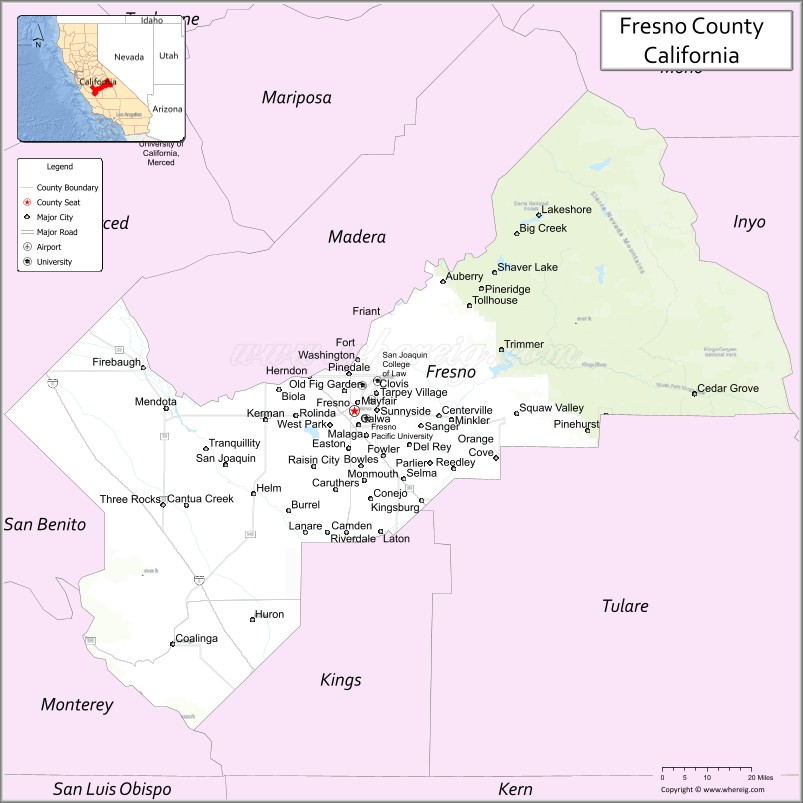 Fresno County
California
Idaho
Nevada
Utah
California
Los Angeles
Arizona
N
University of
California,
Merced
Legend
County Boundary
County Seat
Major City
Major Road
Airport
University
Mariposa
Madera
Inyo
Lakeshore
Big Creek
Sierra Nevada Mountains
Shaver Lake
Auberry
Pineridge
Tollhouse
Friant
Trimmer
Fort
Washington
Pinedale
San Joaquin
College
of Law
Fresno
Firebaugh
Herndon
Old Fig Garden
Clovis
Tarpey Village
Biola
Cedar Grove
Mendota
Fresno
Mayfair
Kerman
Rolinda
Sunnyside
Centerville
Squaw Valley
West Park
Calwa
Minkler
Pinehurst
Malaga
Fresno
Pacific University
Sanger
Orange
Cove
Tranquillity
Easton
Fowler
Del Rey
San Joaquin
Raisin City
Bowles
Parlier
Reedley
Monmouth
Selma
Three Rocks
Cantua Creek
Helm
Caruthers
Conejo
Kingsburg
Burrel
San Benito
Lanare
Camden
Riverdale
Laton
Huron
Tulare
Coalinga
Kings
Monterey
San Luis Obispo
Kern
0 5 10 20 Miles
Copyright © www.whereig.com
www.whereig.com